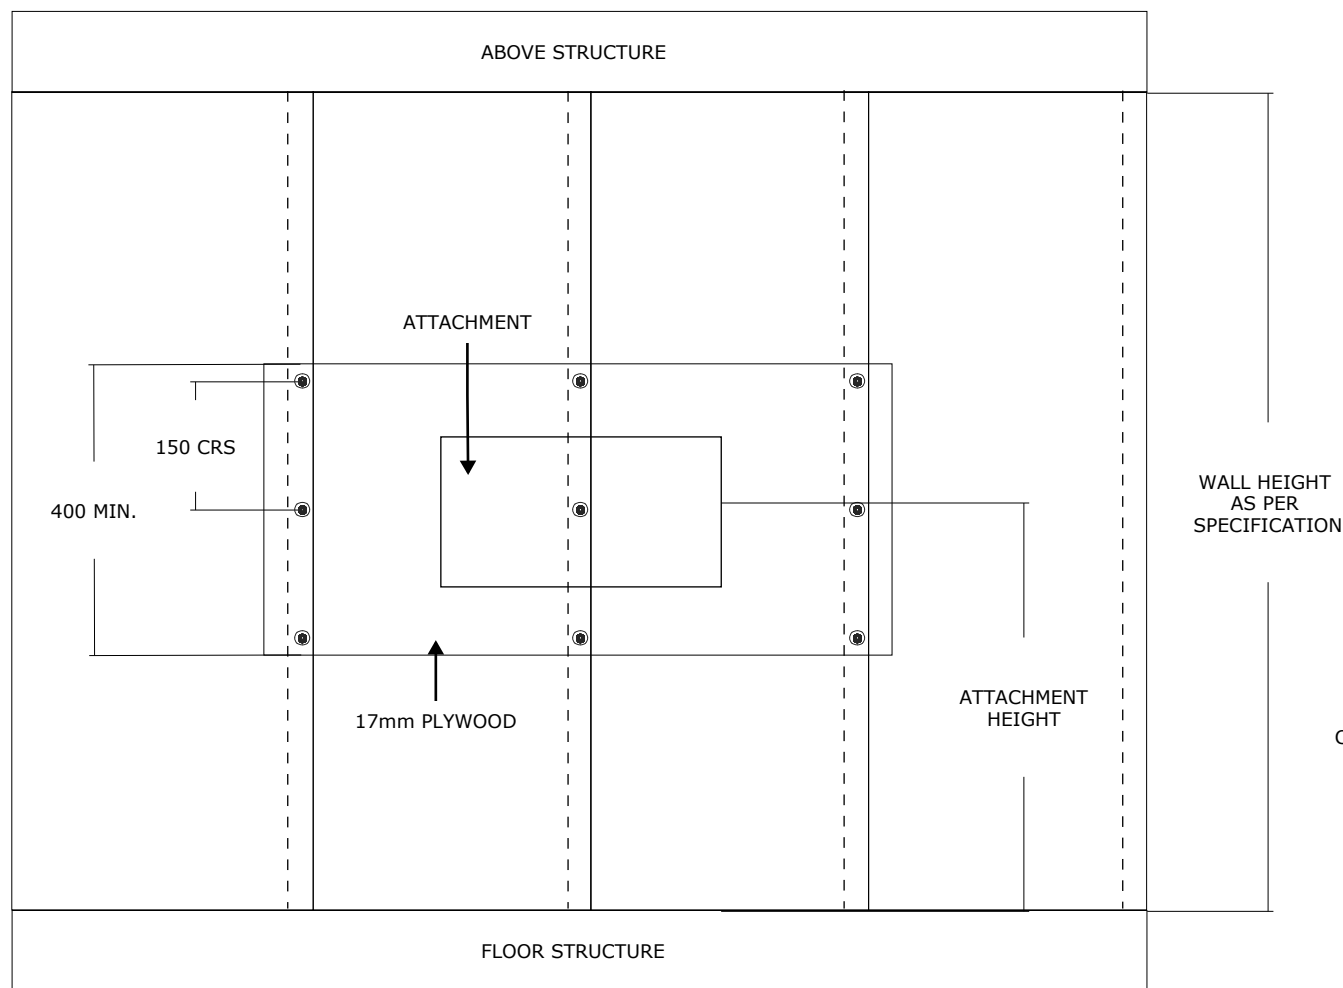 ABOVE STRUCTURE
ATTACHMENT
150 CRS
400 MIN.
WALL HEIGHT
AS PER
SPECIFICATION
ATTACHMENT
HEIGHT
17mm PLYWOOD
FLOOR STRUCTURE